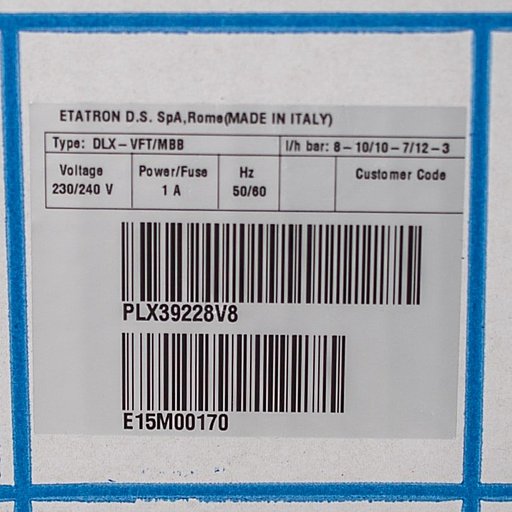 ETATRON D.S. SpA,Rome(MADE IN ITALY)
Type: DLX-VFT/MBB l/h bar: 8-10/10-7/12-3
Voltage Power/Fuse Hz Customer Code
230/240 V 1 A 50/60
PLX39228V8
E15M00170